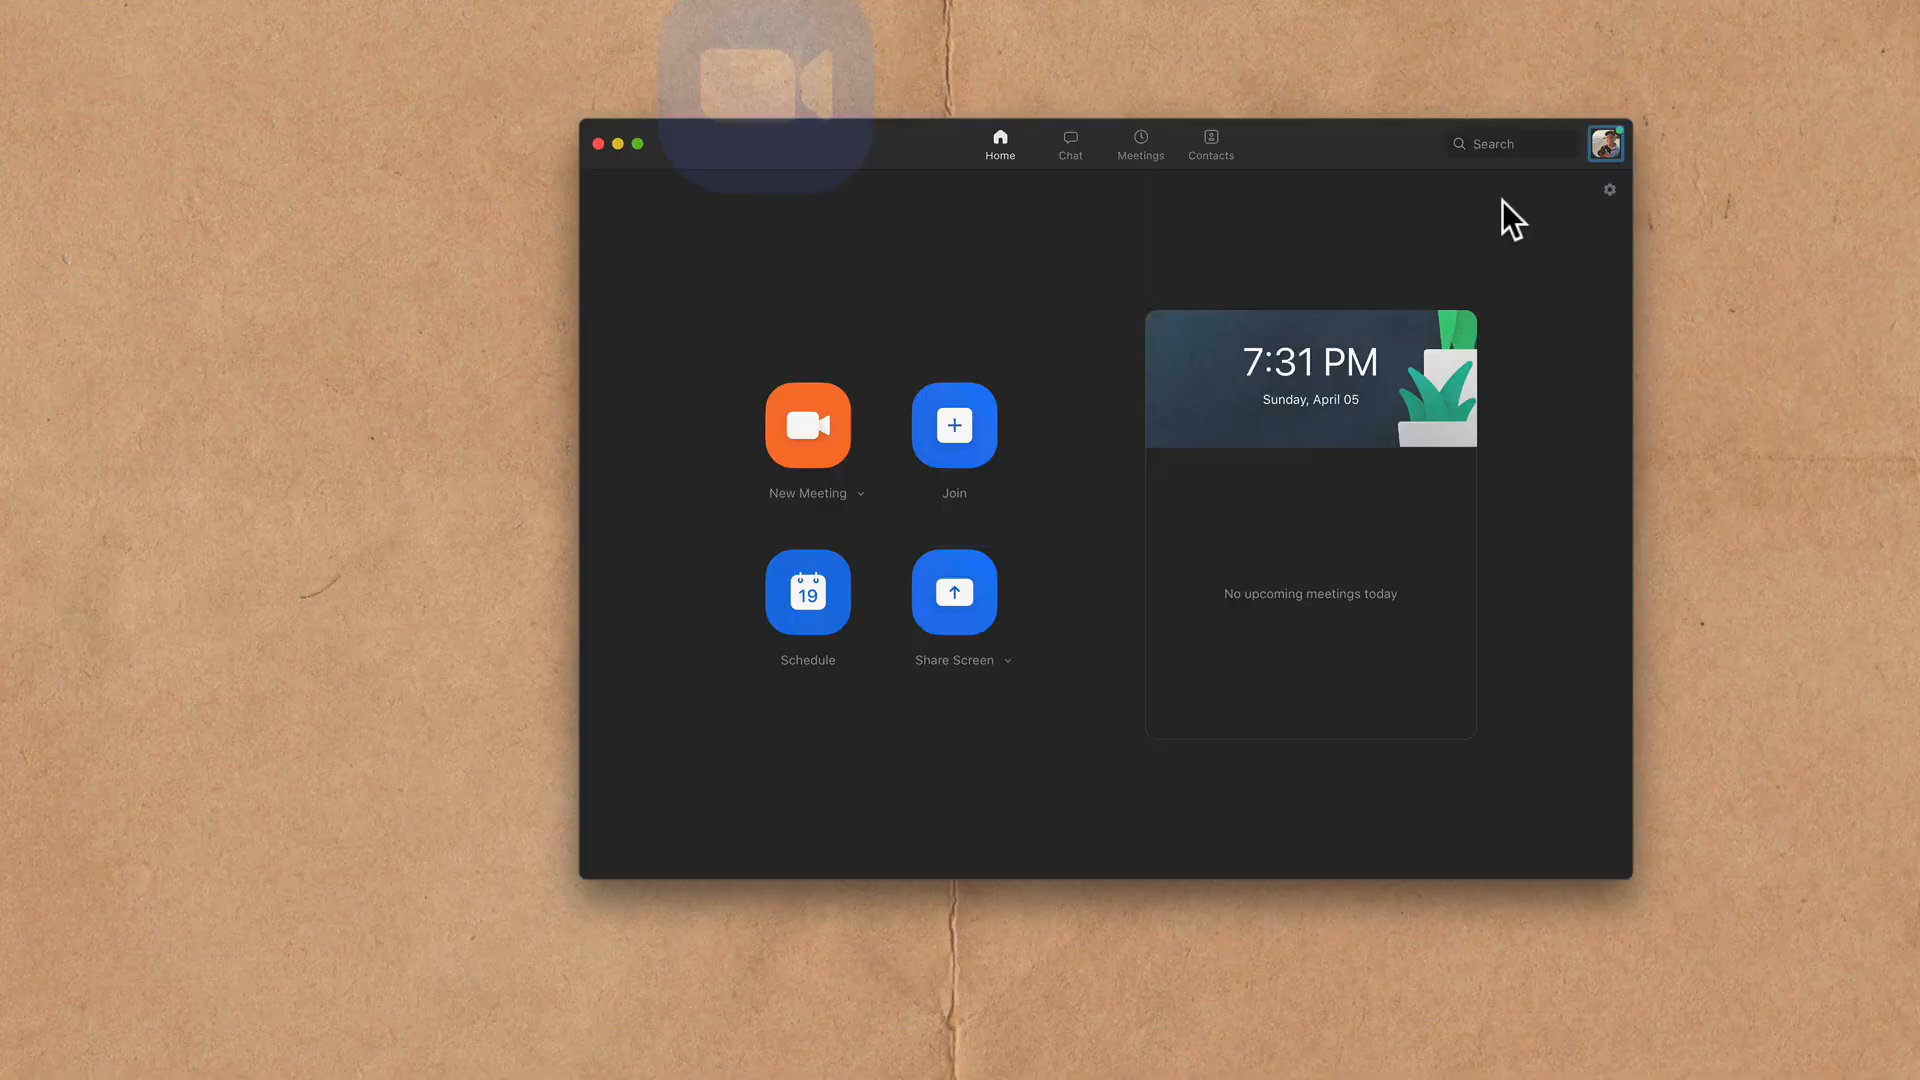 Home
Chat
Meetings
Contacts
Search
7:31 PM
Sunday, April 05
New Meeting
Join
19
Schedule
Share Screen
No upcoming meetings today